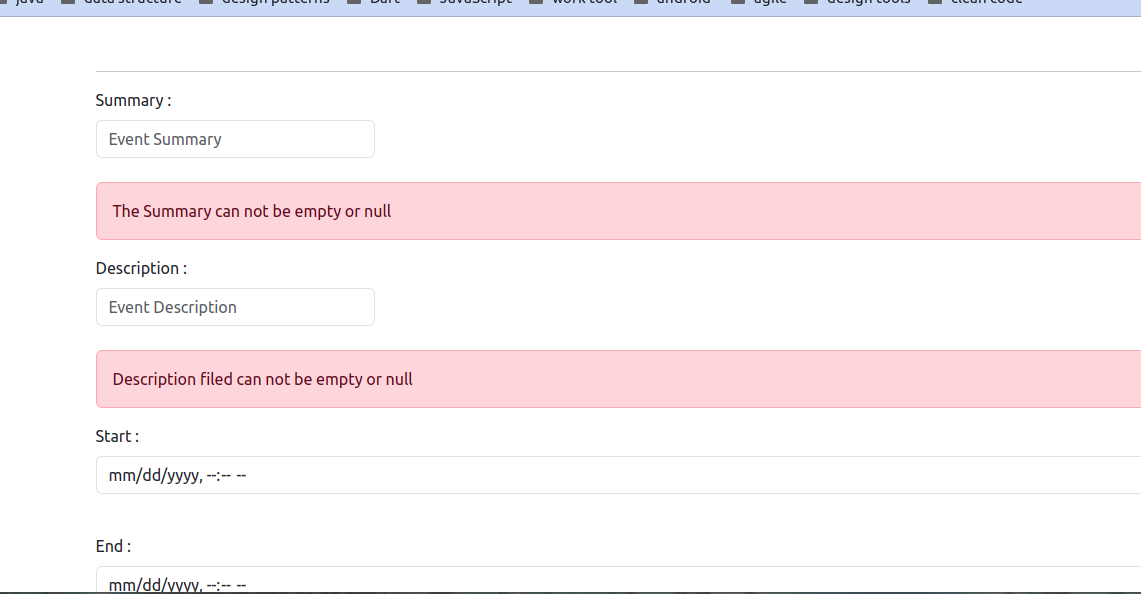 java data structure design patterns Dart JavaScript work tool android agile design tools clean code
Summary :
Event Summary
The Summary can not be empty or null
Description :
Event Description
Description filed can not be empty or null
Start :
mm/dd/yyyy, --:-- --
End :
mm/dd/yyyy, --:-- --